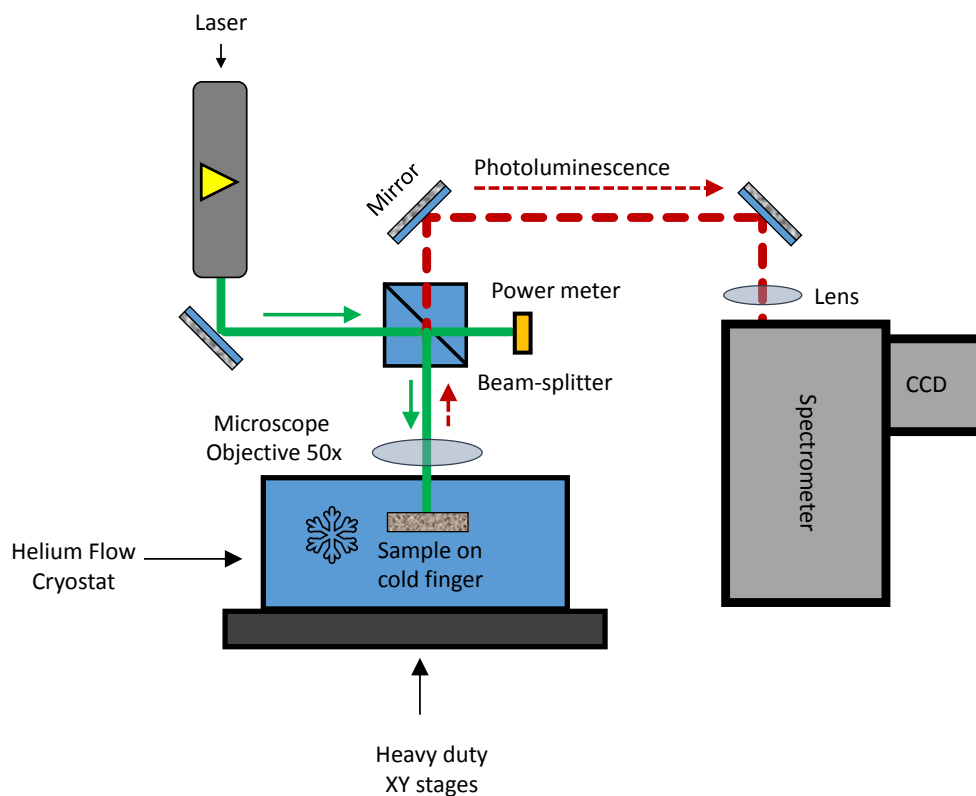 Laser
Mirror
Photoluminescence
Power meter
Lens
Beam-splitter
Microscope
Objective 50x
CCD
Spectrometer
Helium Flow
Cryostat
Sample on
cold finger
Heavy duty
XY stages